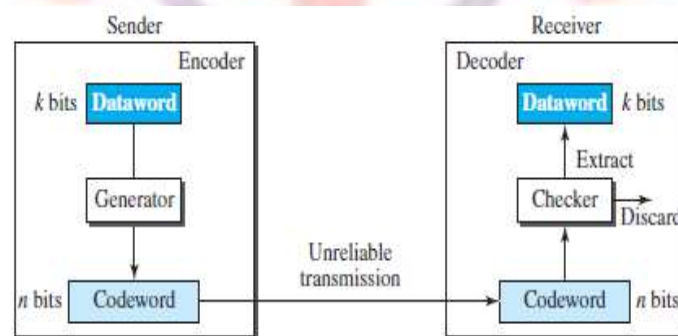 Sender
Receiver
Encoder
Decoder
k bits Dataword
Dataword k bits
Extract
Generator
Checker
Discard
Unreliable
transmission
n bits Codeword
Codeword n bits